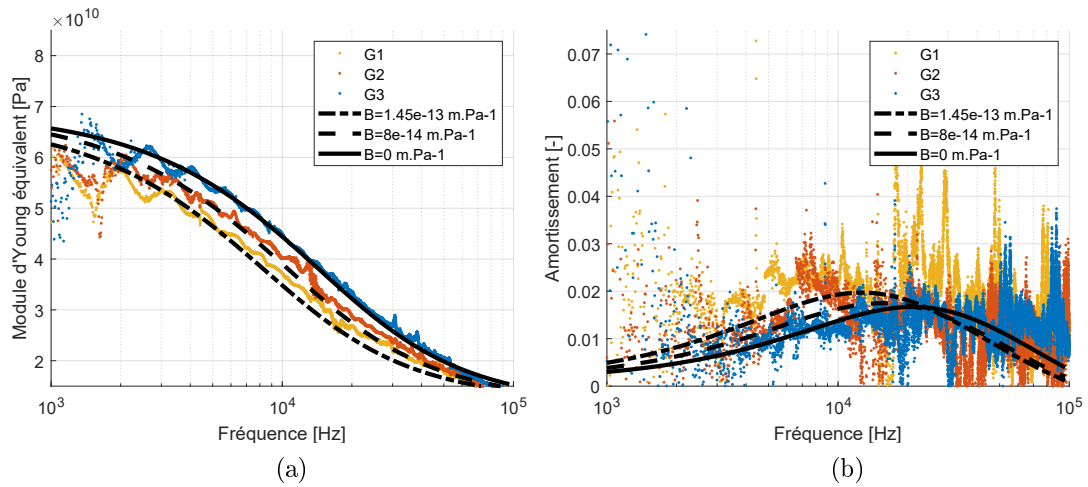 ×10^10
8
7
6
5
4
3
2
10^3
10^4
10^5
Module d'Young équivalent [Pa]
Fréquence [Hz]
G1
G2
G3
B=1.45e-13 m.Pa-1
B=8e-14 m.Pa-1
B=0 m.Pa-1
(a)
0.07
0.06
0.05
0.04
0.03
0.02
0.01
0
10^3
10^4
10^5
Amortissement [-]
Fréquence [Hz]
G1
G2
G3
B=1.45e-13 m.Pa-1
B=8e-14 m.Pa-1
B=0 m.Pa-1
(b)